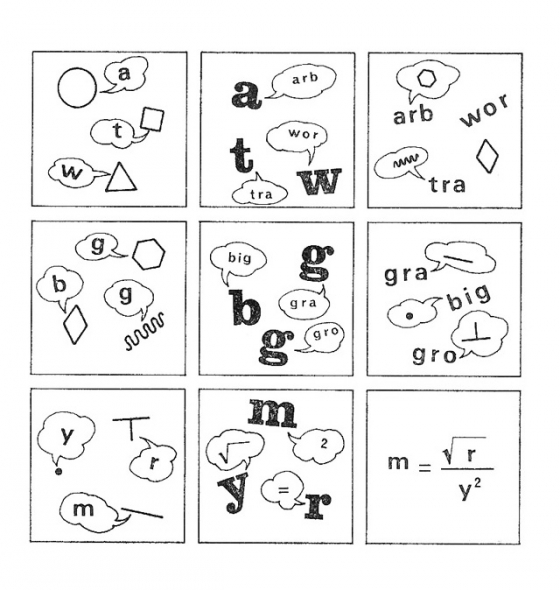 a
t
w
a arb
wor
t
w
tra
arb wor
tra
g
b g
big g
gra
b
g gro
gra
big
gro
y
r
m
m
√ 2
y = r
m = √r / y²